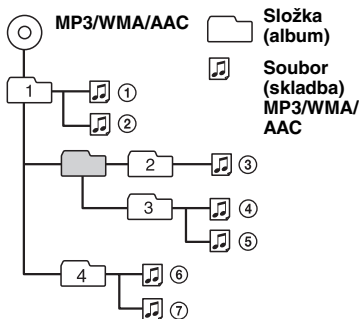 MP3/WMA/AAC
Složka
(album)
Soubor
(skladba)
MP3/WMA/
AAC
1
①
②
2
③
3
④
⑤
4
⑥
⑦